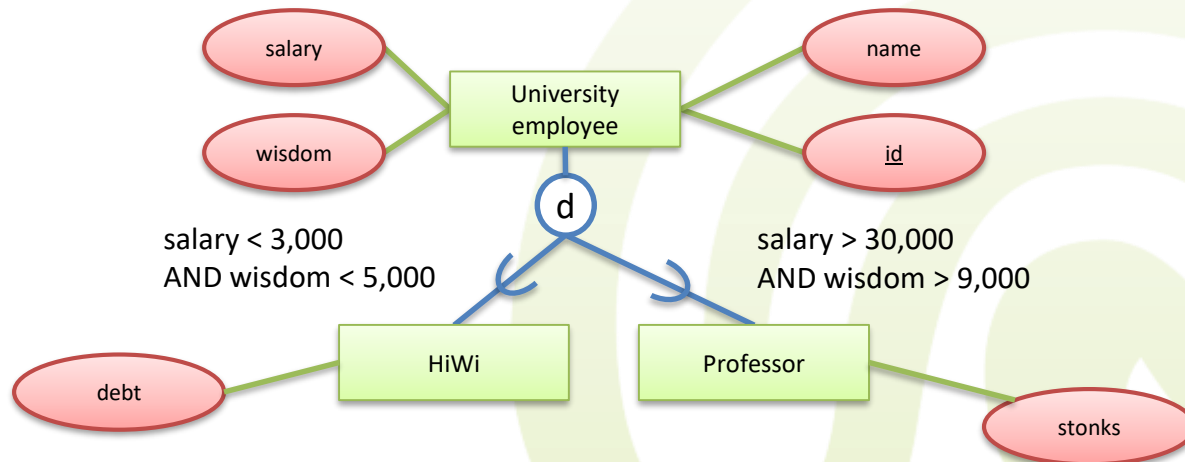 salary
name
University
employee
wisdom
id
d
salary < 3,000
AND wisdom < 5,000
salary > 30,000
AND wisdom > 9,000
HiWi
Professor
debt
stonks